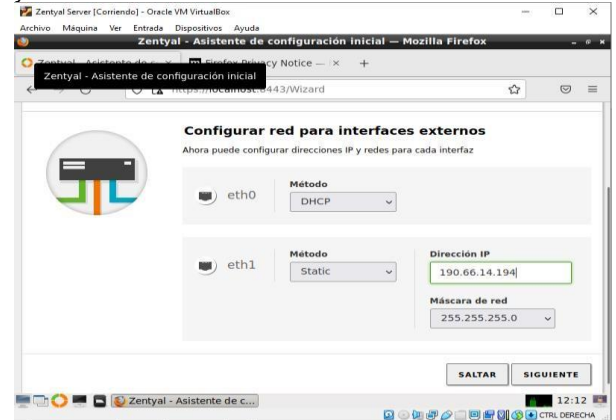 Zentyal Server [Corriendo] - Oracle VM VirtualBox
Archivo Máquina Ver Entrada Dispositivos Ayuda
Zentyal - Asistente de configuración inicial — Mozilla Firefox
Firefox Privacy Notice —
Zentyal - Asistente de configuración inicial
https://localhost:8443/Wizard
Configurar red para interfaces externos
Ahora puede configurar direcciones IP y redes para cada interfaz
eth0
Método
DHCP
eth1
Método
Static
Dirección IP
190.66.14.194
Máscara de red
255.255.255.0
SALTAR SIGUIENTE
Zentyal - Asistente de c...
12:12
CTRL DERECHA